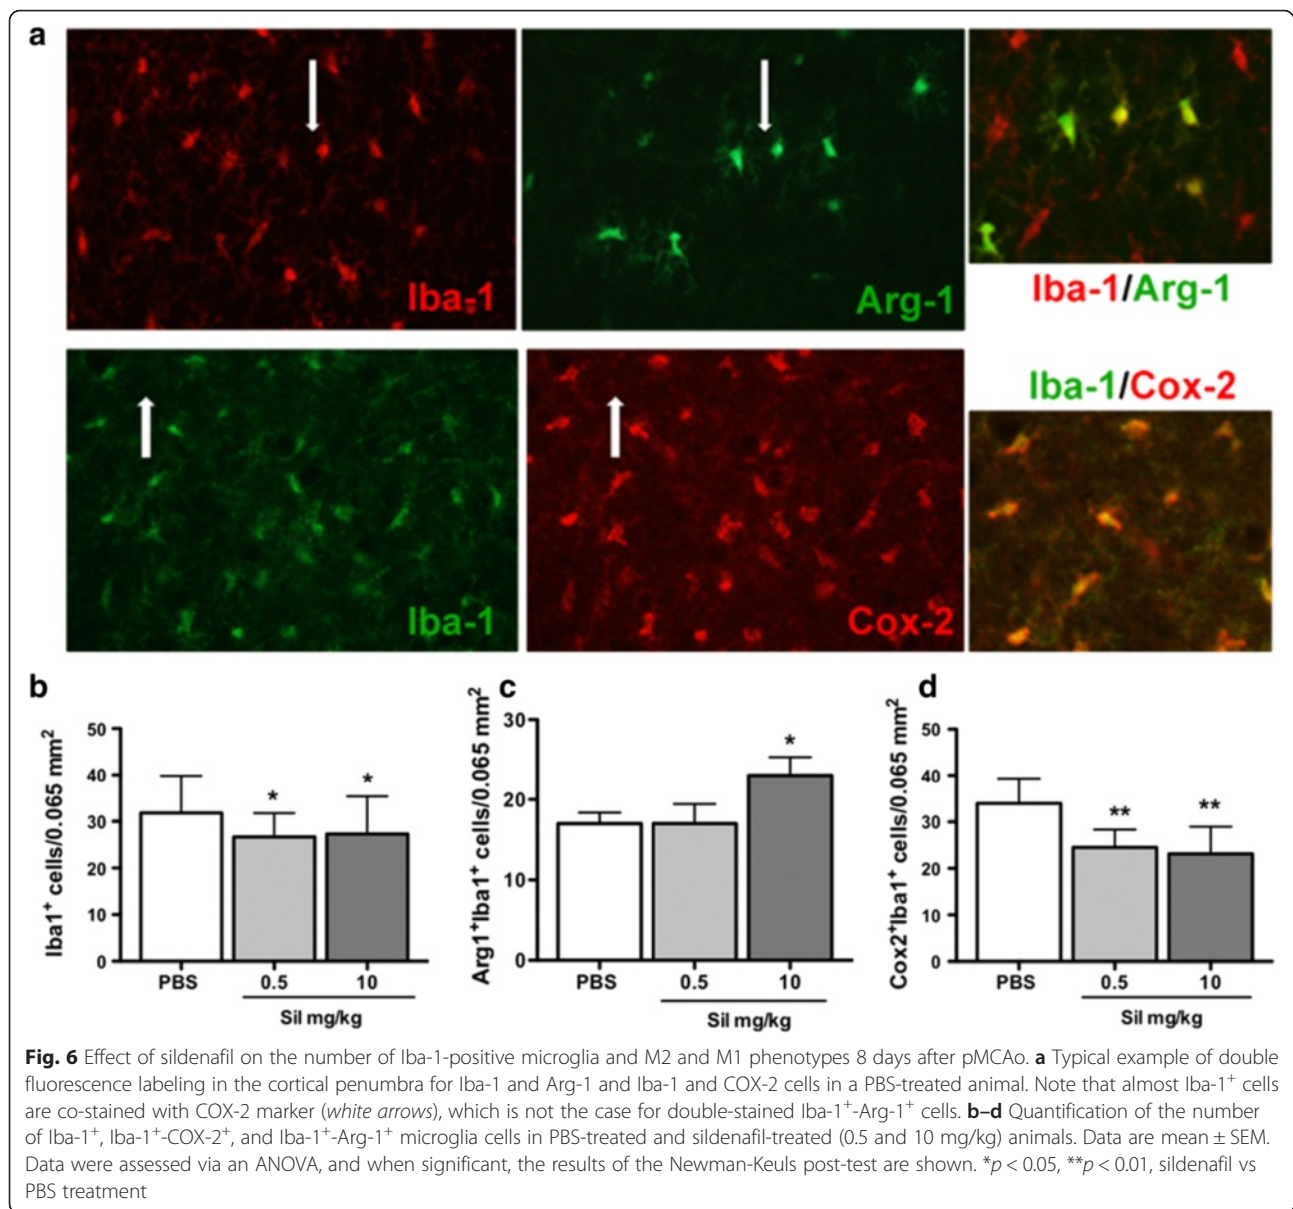 a
Iba-1
Arg-1
Iba-1/Arg-1
Iba-1/Cox-2
Iba-1
Cox-2
b
Iba1⁺ cells/0.065 mm²
50
40
30
20
10
0
PBS
0.5
10
Sil mg/kg
c
Arg1⁺Iba1⁺ cells/0.065 mm²
30
20
10
0
*
PBS
0.5
10
Sil mg/kg
d
Cox2⁺Iba1⁺ cells/0.065 mm²
50
40
30
20
10
0
**
**
PBS
0.5
10
Sil mg/kg
*
*
Fig. 6 Effect of sildenafil on the number of Iba-1-positive microglia and M2 and M1 phenotypes 8 days after pMCAo. a Typical example of double
fluorescence labeling in the cortical penumbra for Iba-1 and Arg-1 and Iba-1 and COX-2 cells in a PBS-treated animal. Note that almost Iba-1⁺ cells
are co-stained with COX-2 marker (white arrows), which is not the case for double-stained Iba-1⁺-Arg-1⁺ cells. b–d Quantification of the number
of Iba-1⁺, Iba-1⁺-COX-2⁺, and Iba-1⁺-Arg-1⁺ microglia cells in PBS-treated and sildenafil-treated (0.5 and 10 mg/kg) animals. Data are mean ± SEM.
Data were assessed via an ANOVA, and when significant, the results of the Newman-Keuls post-test are shown. *p < 0.05, **p < 0.01, sildenafil vs
PBS treatment